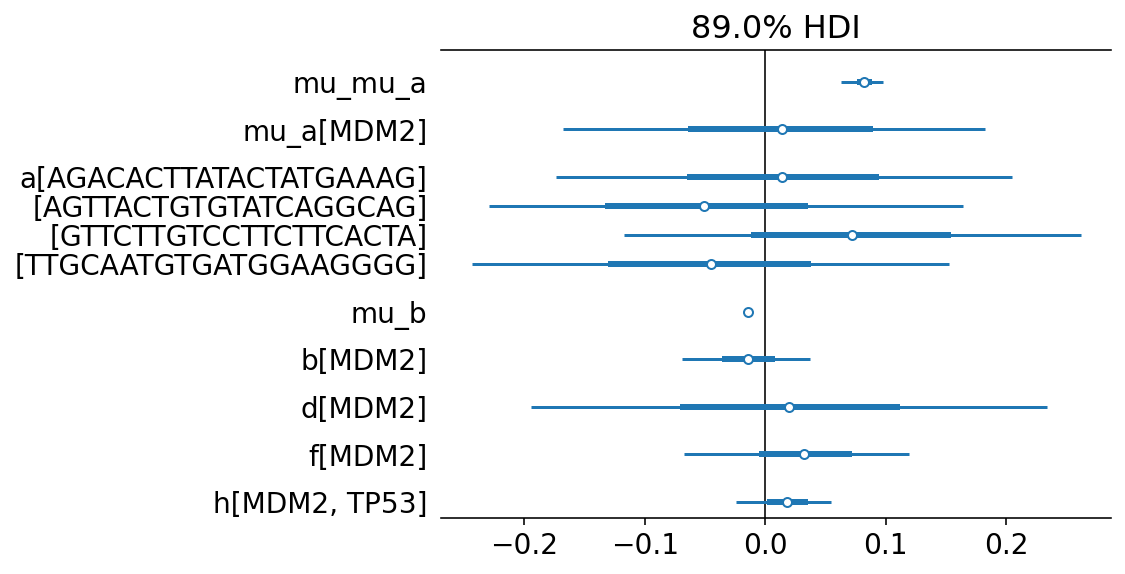 89.0% HDI
mu_mu_a
mu_a[MDM2]
a[AGACACTTATACTATGAAAG]
[AGTTACTGTGTATCAGGCAG]
[GTTCTTGTCCTTCTTCACTA]
[TTGCAATGTGATGGAAGGGG]
mu_b
b[MDM2]
d[MDM2]
f[MDM2]
h[MDM2, TP53]
−0.2 −0.1 0.0 0.1 0.2